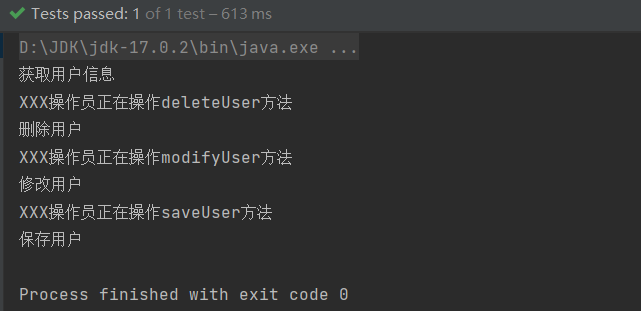 Tests passed: 1 of 1 test – 613 ms
D:\JDK\jdk-17.0.2\bin\java.exe ...
获取用户信息
XXX操作员正在操作deleteUser方法
删除用户
XXX操作员正在操作modifyUser方法
修改用户
XXX操作员正在操作saveUser方法
保存用户
Process finished with exit code 0